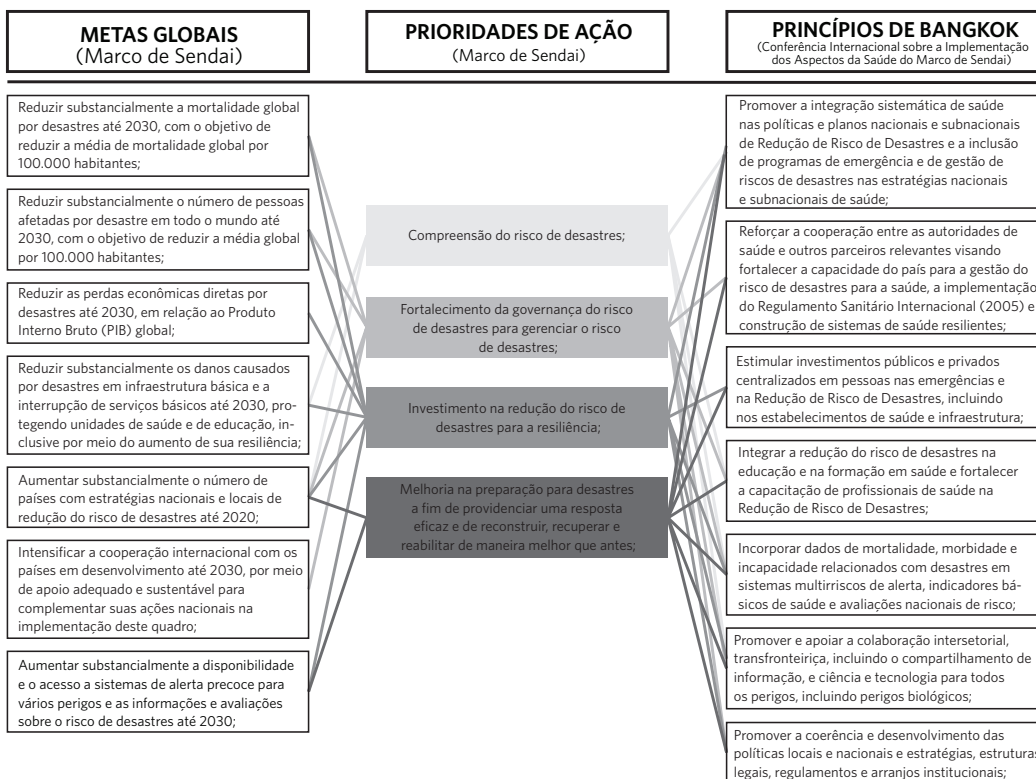 METAS GLOBAIS
(Marco de Sendai)
Reduzir substancialmente a mortalidade global
por desastres até 2030, com o objetivo de
reduzir a média de mortalidade global por
100.000 habitantes;
Reduzir substancialmente o número de pessoas
afetadas por desastre em todo o mundo até
2030, com o objetivo de reduzir a média global
por 100.000 habitantes;
Reduzir as perdas econômicas diretas por
desastres até 2030, em relação ao Produto
Interno Bruto (PIB) global;
Reduzir substancialmente os danos causados
por desastres em infraestrutura básica e a
interrupção de serviços básicos até 2030, pro-
tegendo unidades de saúde e de educação, in-
clusive por meio do aumento de sua resiliência;
Aumentar substancialmente o número de
países com estratégias nacionais e locais de
redução do risco de desastres até 2020;
Intensificar a cooperação internacional com os
países em desenvolvimento até 2030, por meio
de apoio adequado e sustentável para
complementar suas ações nacionais na
implementação deste quadro;
Aumentar substancialmente a disponibilidade
e o acesso a sistemas de alerta precoce para
vários perigos e as informações e avaliações
sobre o risco de desastres até 2030;
PRIORIDADES DE AÇÃO
(Marco de Sendai)
Compreensão do risco de desastres;
Fortalecimento da governança do risco
de desastres para gerenciar o risco
de desastres;
Investimento na redução do risco de
desastres para a resiliência;
Melhoria na preparação para desastres
a fim de providenciar uma resposta
eficaz e de reconstruir, recuperar e
reabilitar de maneira melhor que antes;
PRINCÍPIOS DE BANGKOK
(Conferência Internacional sobre a Implementação
dos Aspectos da Saúde do Marco de Sendai)
Promover a integração sistemática de saúde
nas políticas e planos nacionais e subnacionais
de Redução de Risco de Desastres e a inclusão
de programas de emergência e de gestão de
riscos de desastres nas estratégias nacionais
e subnacionais de saúde;
Reforçar a cooperação entre as autoridades de
saúde e outros parceiros relevantes visando
fortalecer a capacidade do país para a gestão do
risco de desastres para a saúde, a implementação
do Regulamento Sanitário Internacional (2005) e
construção de sistemas de saúde resilientes;
Estimular investimentos públicos e privados
centralizados em pessoas nas emergências e
na Redução de Risco de Desastres, incluindo
nos estabelecimentos de saúde e infraestrutura;
Integrar a redução do risco de desastres na
educação e na formação em saúde e fortalecer
a capacitação de profissionais de saúde na
Redução de Risco de Desastres;
Incorporar dados de mortalidade, morbidade e
incapacidade relacionados com desastres em
sistemas multirriscos de alerta, indicadores bá-
sicos de saúde e avaliações nacionais de risco;
Promover e apoiar a colaboração intersetorial,
transfronteiriça, incluindo o compartilhamento de
informação, e ciência e tecnologia para todos
os perigos, incluindo perigos biológicos;
Promover a coerência e desenvolvimento das
políticas locais e nacionais e estratégias, estruturas
legais, regulamentos e arranjos institucionais;